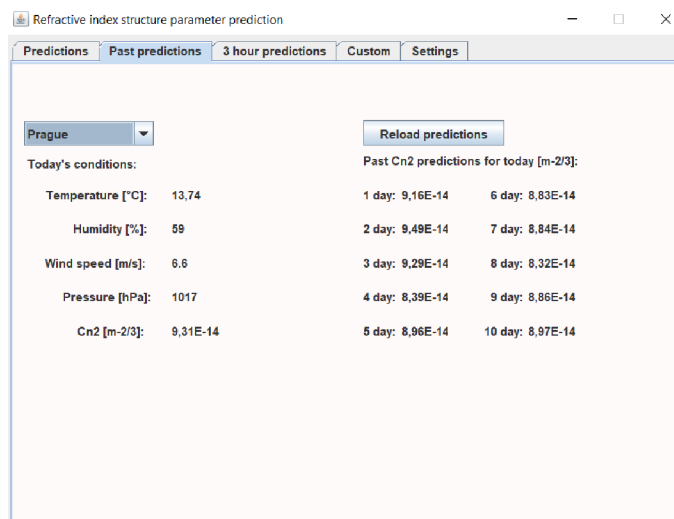 Refractive index structure parameter prediction
Predictions Past predictions 3 hour predictions Custom Settings
Prague Reload predictions
Today's conditions: Past Cn2 predictions for today [m-2/3]:
Temperature [°C]: 13,74 1 day: 9,16E-14 6 day: 8,83E-14
Humidity [%]: 59 2 day: 9,49E-14 7 day: 8,84E-14
Wind speed [m/s]: 6.6 3 day: 9,29E-14 8 day: 8,32E-14
Pressure [hPa]: 1017 4 day: 8,39E-14 9 day: 8,86E-14
Cn2 [m-2/3]: 9,31E-14 5 day: 8,96E-14 10 day: 8,97E-14